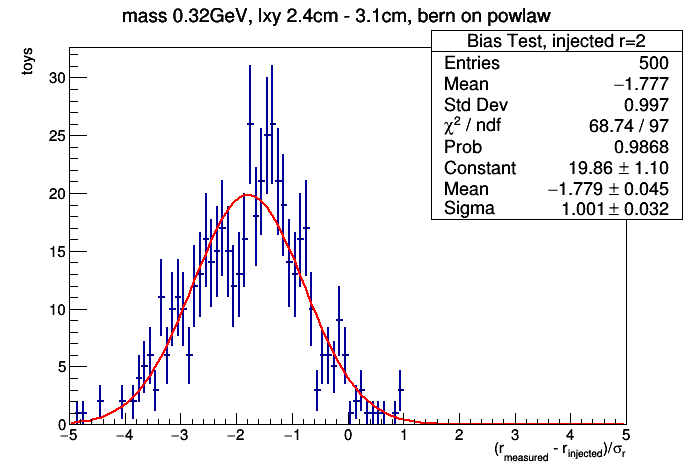 mass 0.32GeV, lxy 2.4cm - 3.1cm, bern on powlaw
toys
Bias Test, injected r=2
Entries 500
Mean −1.777
Std Dev 0.997
χ² / ndf 68.74 / 97
Prob 0.9868
Constant 19.86 ± 1.10
Mean −1.779 ± 0.045
Sigma 1.001 ± 0.032
30
25
20
15
10
5
0
−5 −4 −3 −2 −1 0 1 2 3 4 5
(r_measured - r_injected)/σ_r